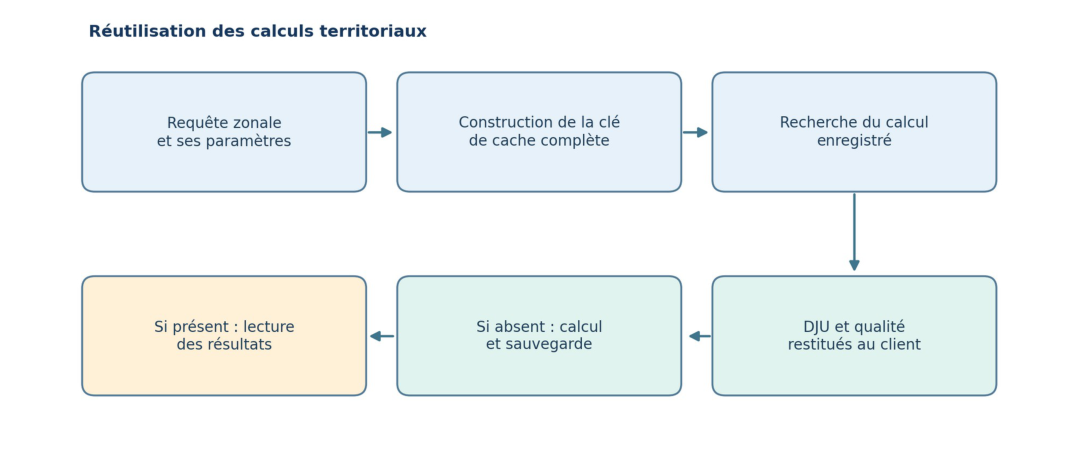 Réutilisation des calculs territoriaux
Requête zonale
et ses paramètres
Construction de la clé
de cache complète
Recherche du calcul
enregistré
Si présent : lecture
des résultats
Si absent : calcul
et sauvegarde
DJU et qualité
restitués au client